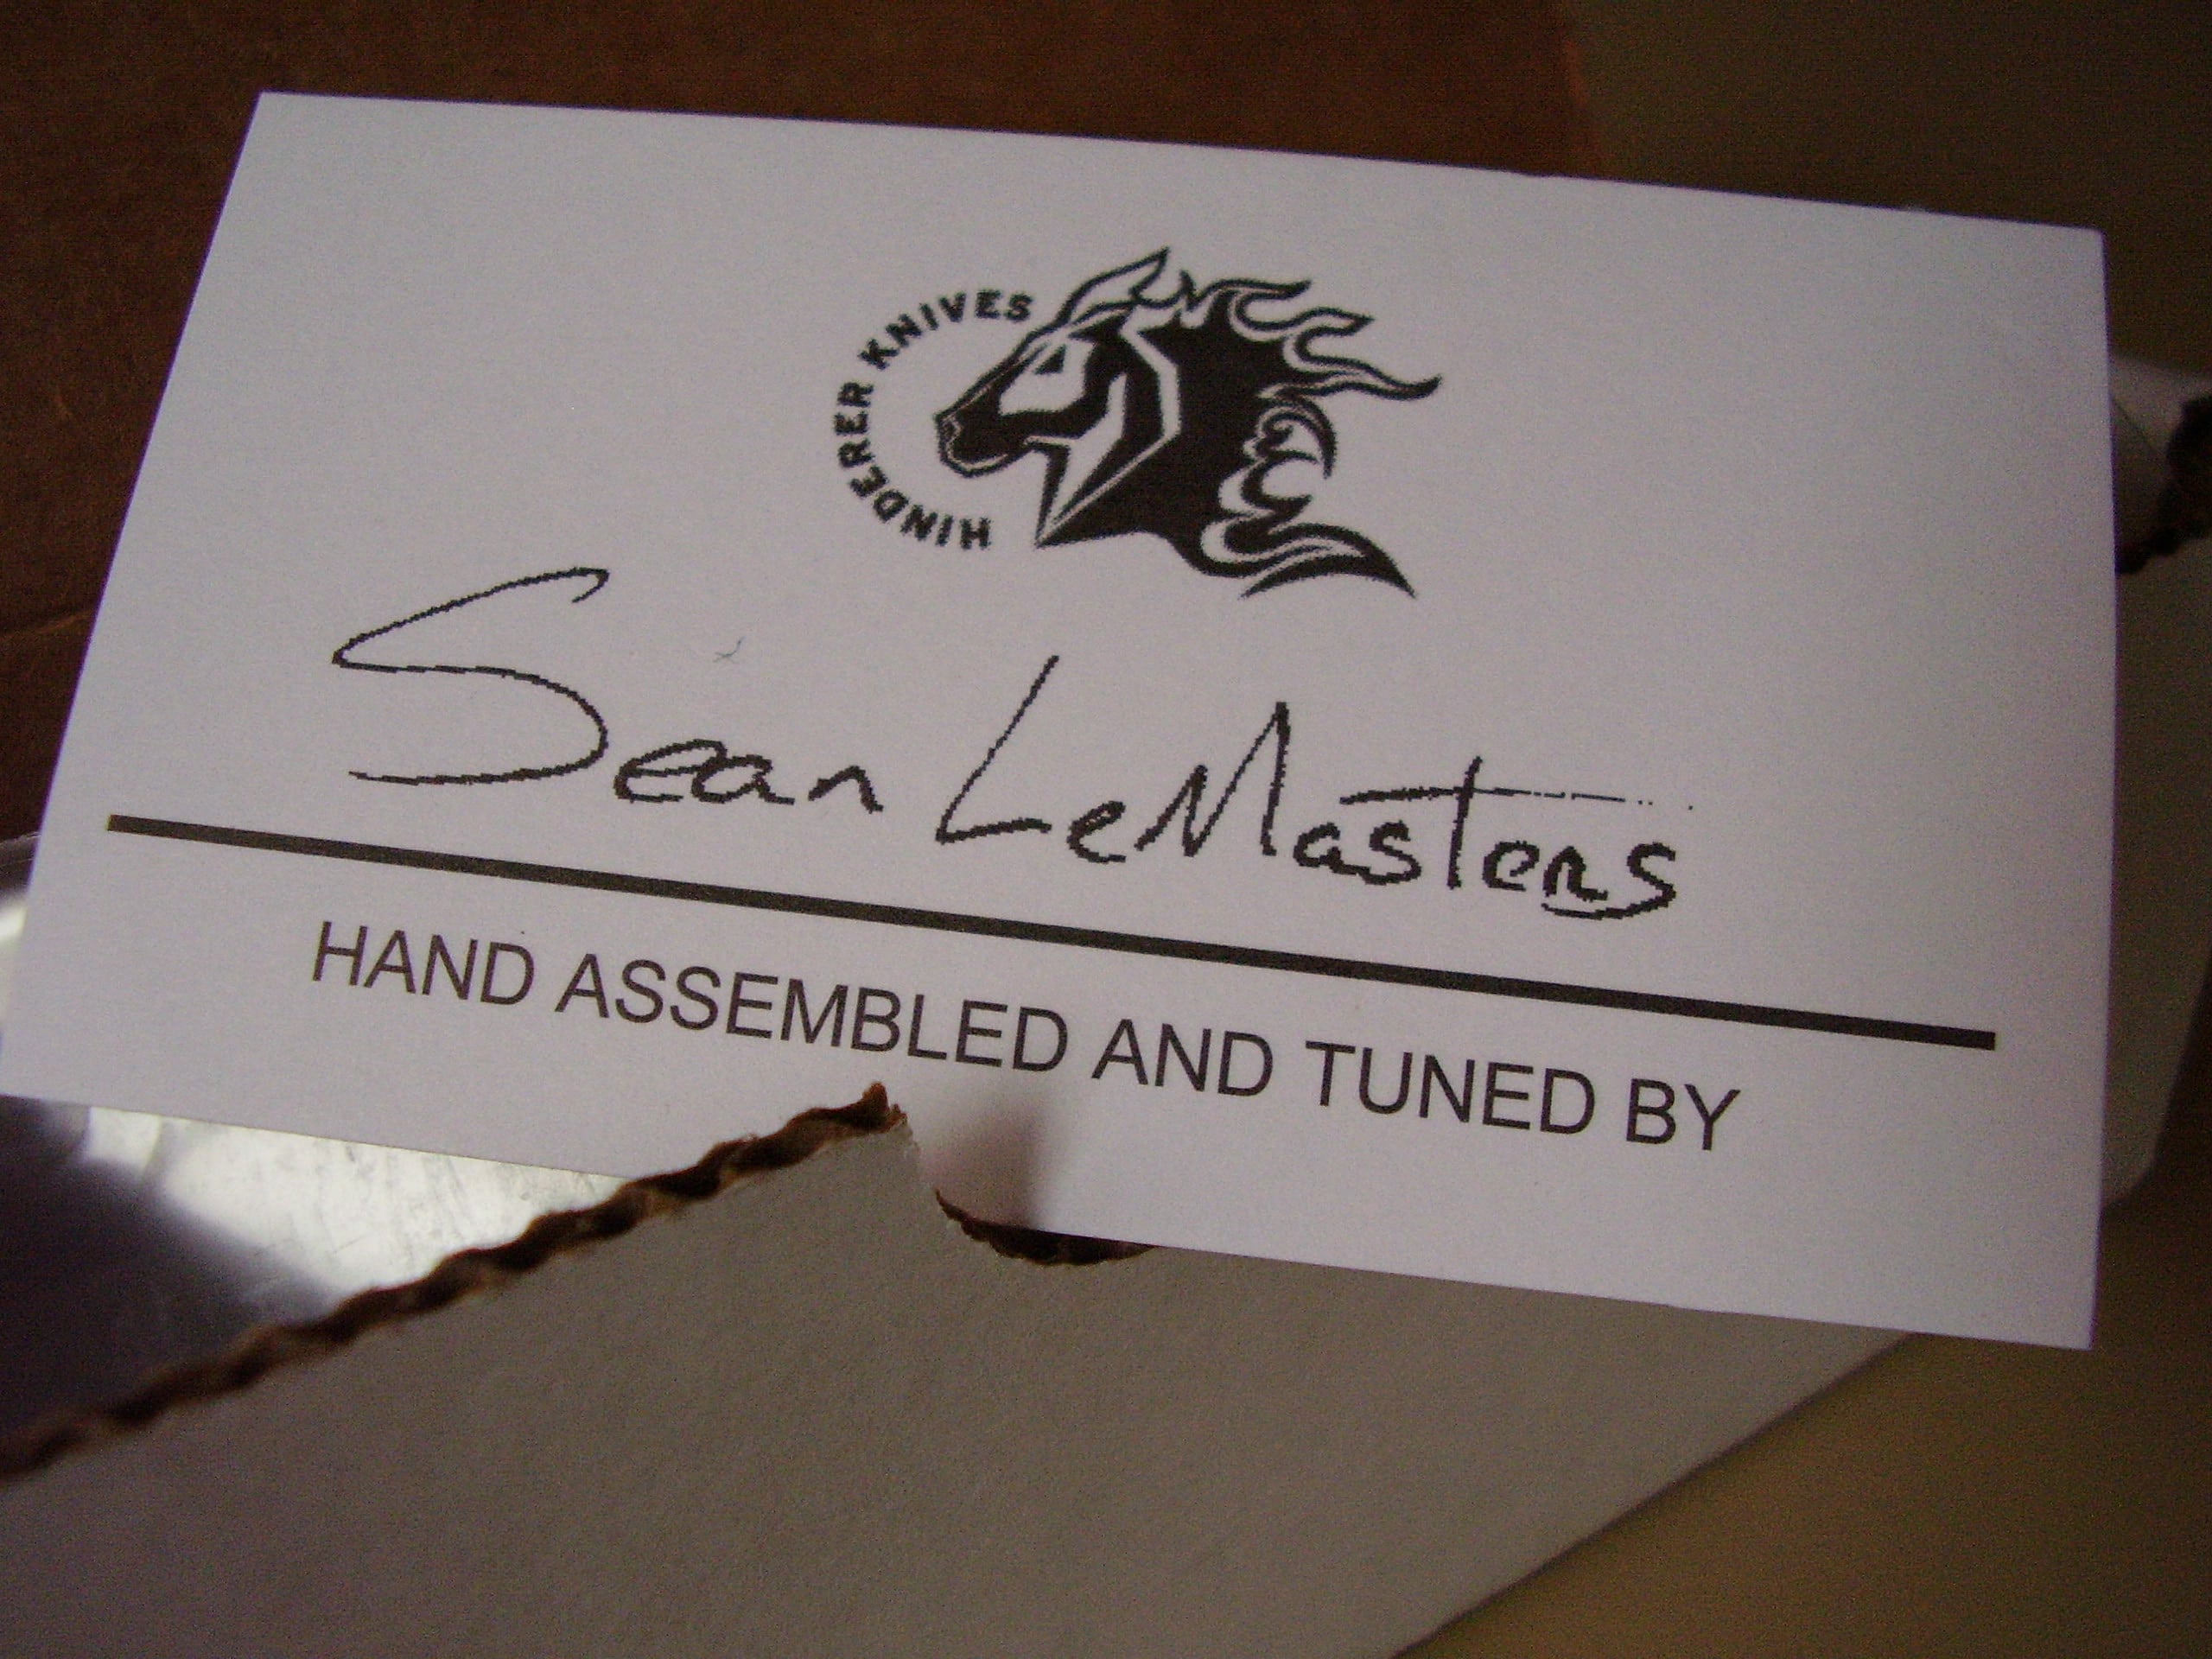 HINDERER KNIVES
Sean LeMasters
HAND ASSEMBLED AND TUNED BY